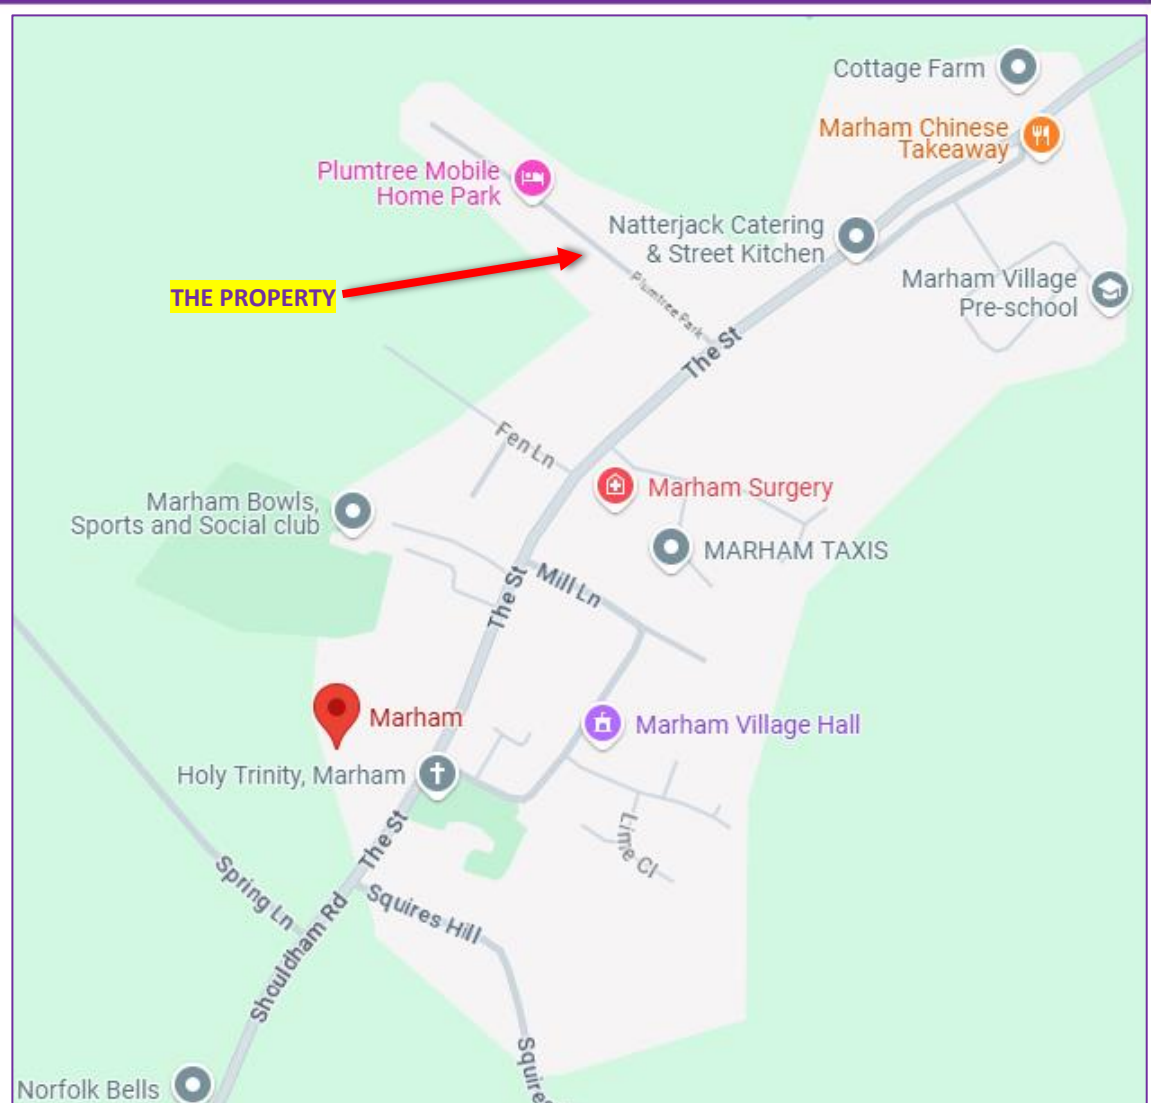 Cottage Farm
Marham Chinese
Takeaway
Plumtree Mobile
Home Park
Natterjack Catering
& Street Kitchen
Marham Village
Pre-school
THE PROPERTY
Plumtree Park
The St
Fen Ln
Marham Surgery
Marham Bowls,
Sports and Social club
MARHAM TAXIS
The St
Mill Ln
Marham
Marham Village Hall
Holy Trinity, Marham
The St
Lime Cl
Spring Ln
Squires Hill
Shouldham Rd
Squires
Norfolk Bells